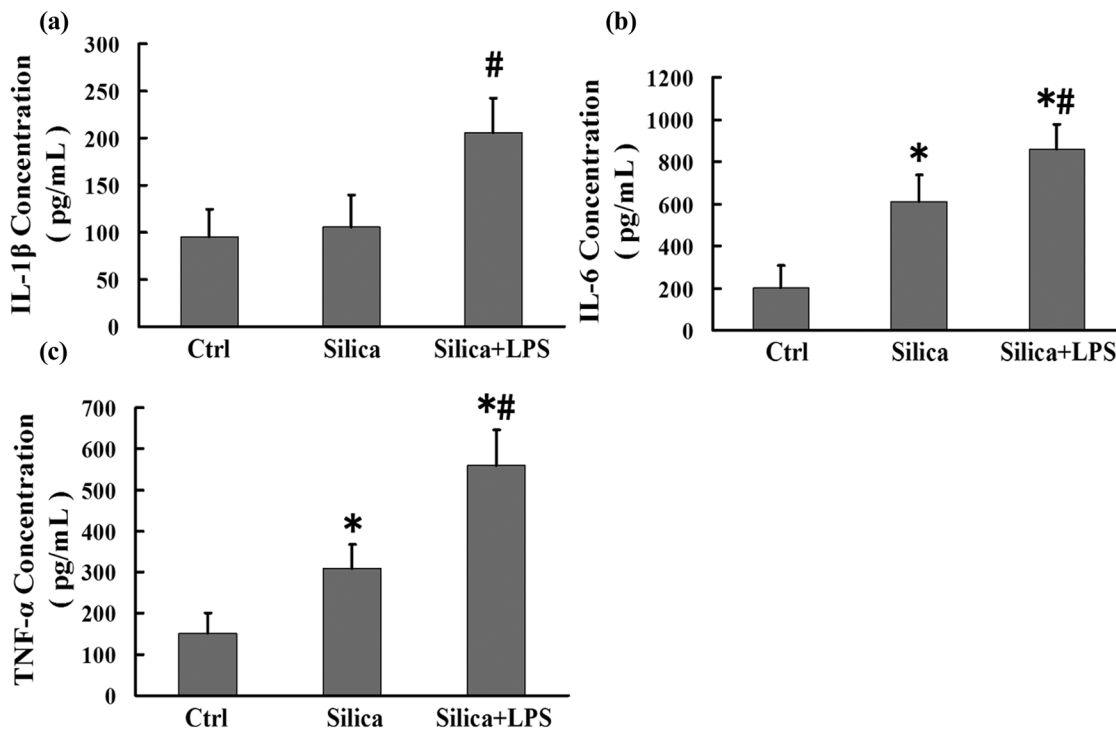 (a)
IL-1β Concentration
( pg/mL )
300
250
200
150
100
50
0
#
Ctrl
Silica
Silica+LPS
(b)
IL-6 Concentration
( pg/mL )
1200
1000
800
600
400
200
0
*
*#
Ctrl
Silica
Silica+LPS
(c)
TNF-α Concentration
( pg/mL )
700
600
500
400
300
200
100
0
*
*#
Ctrl
Silica
Silica+LPS